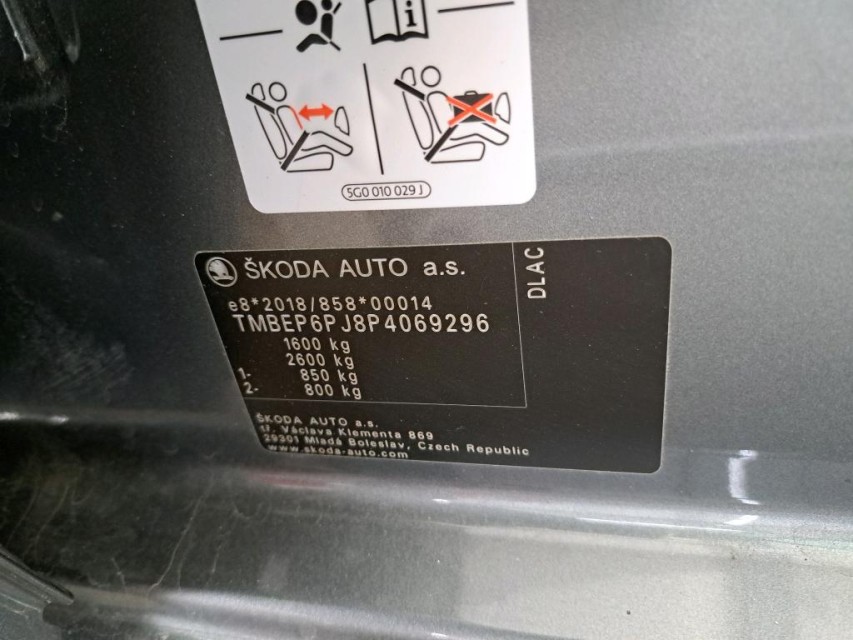 5G0 010 029 J
ŠKODA AUTO a.s.
DLAC
e8*2018/858*00014
TMBEP6PJ8P4069296
1600 kg
2600 kg
1- 850 kg
2- 800 kg
ŠKODA AUTO a.s.
tř. Václava Klementa 869
29301 Mladá Boleslav, Czech Republic
www.skoda-auto.com